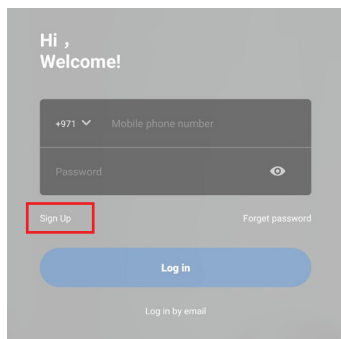 Hi ,
Welcome!
+971 Mobile phone number
Password
Sign Up Forget password
Log in
Log in by email